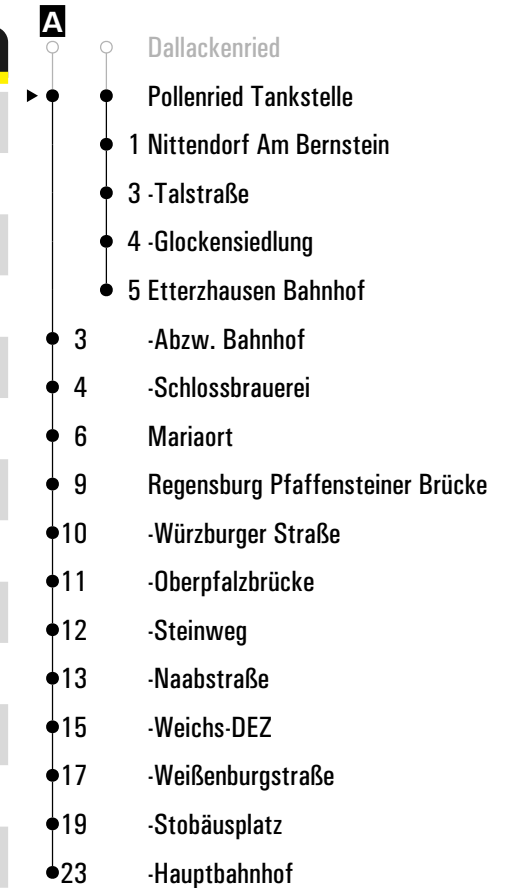 A
Dallackenried
Pollenried Tankstelle
1 Nittendorf Am Bernstein
3 -Talstraße
4 -Glockensiedlung
5 Etterzhausen Bahnhof
3 -Abzw. Bahnhof
4 -Schlossbrauerei
6 Mariaort
9 Regensburg Pfaffensteiner Brücke
10 -Würzburger Straße
11 -Oberpfalzbrücke
12 -Steinweg
13 -Naabstraße
15 -Weichs-DEZ
17 -Weißenburgstraße
19 -Stobäusplatz
23 -Hauptbahnhof